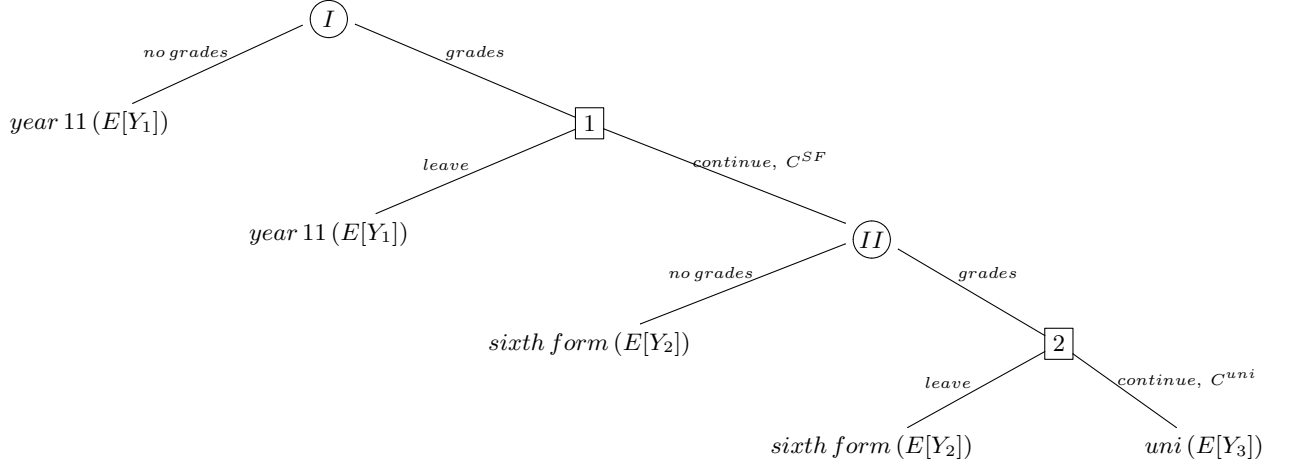 I
no grades
grades
year 11 (E[Y₁])
1
leave
continue, C^{SF}
year 11 (E[Y₁])
II
no grades
grades
sixth form (E[Y₂])
2
leave
continue, C^{uni}
sixth form (E[Y₂])
uni (E[Y₃])